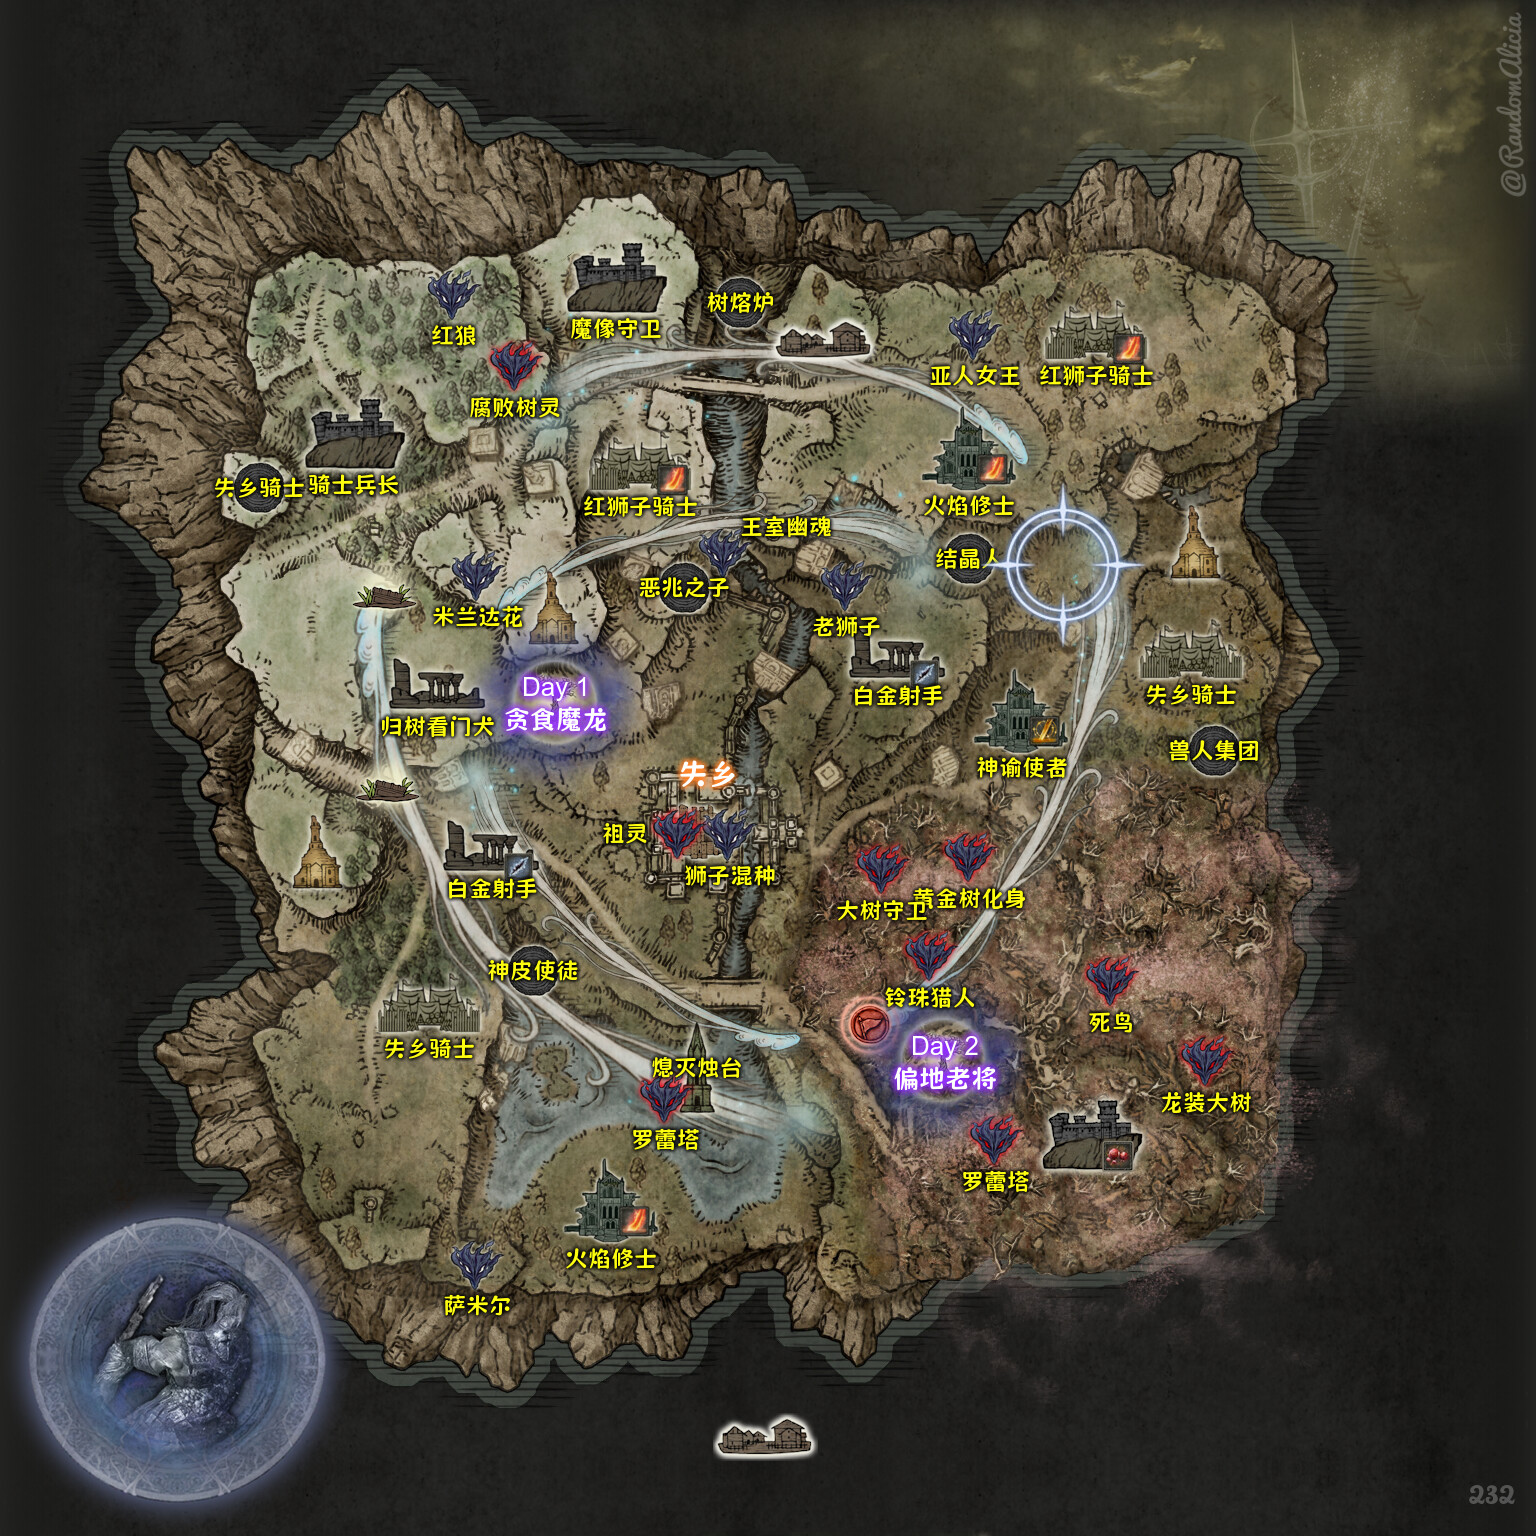 @RandomAlicia
树熔炉
魔像守卫
红狼
亚人女王
红狮子骑士
腐败树灵
失乡骑士
骑士兵长
红狮子骑士
火焰修士
王室幽魂
结晶人
恶兆之子
米兰达花
老狮子
Day 1
贪食魔龙
白金射手
失乡骑士
归树看门犬
兽人集团
神谕使者
失乡
祖灵
狮子混种
白金射手
大树守卫
黄金树化身
神皮使徒
铃珠猎人
死鸟
失乡骑士
Day 2
偏地老将
熄灭烛台
龙装大树
罗蕾塔
罗蕾塔
火焰修士
萨米尔
232